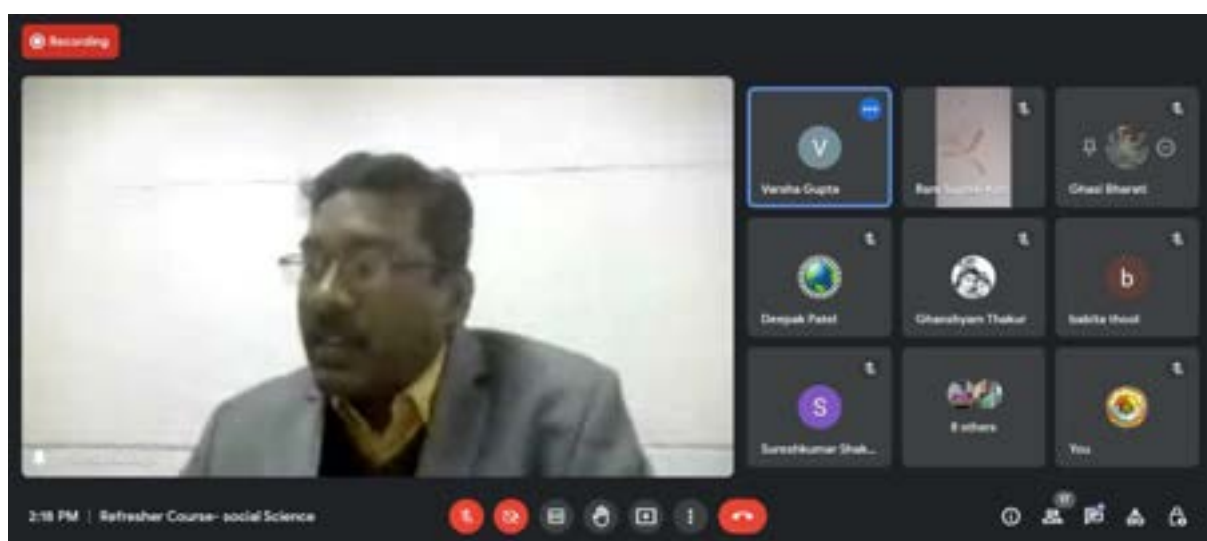 Recording
V
Varsha Gupta
Ghasi Bharati
Deepak Patel
Ghanshyam Thakur
b
babita thool
S
Sureshkumar Shak...
8 others
You
2:18 PM | Refresher Course- social Science
17